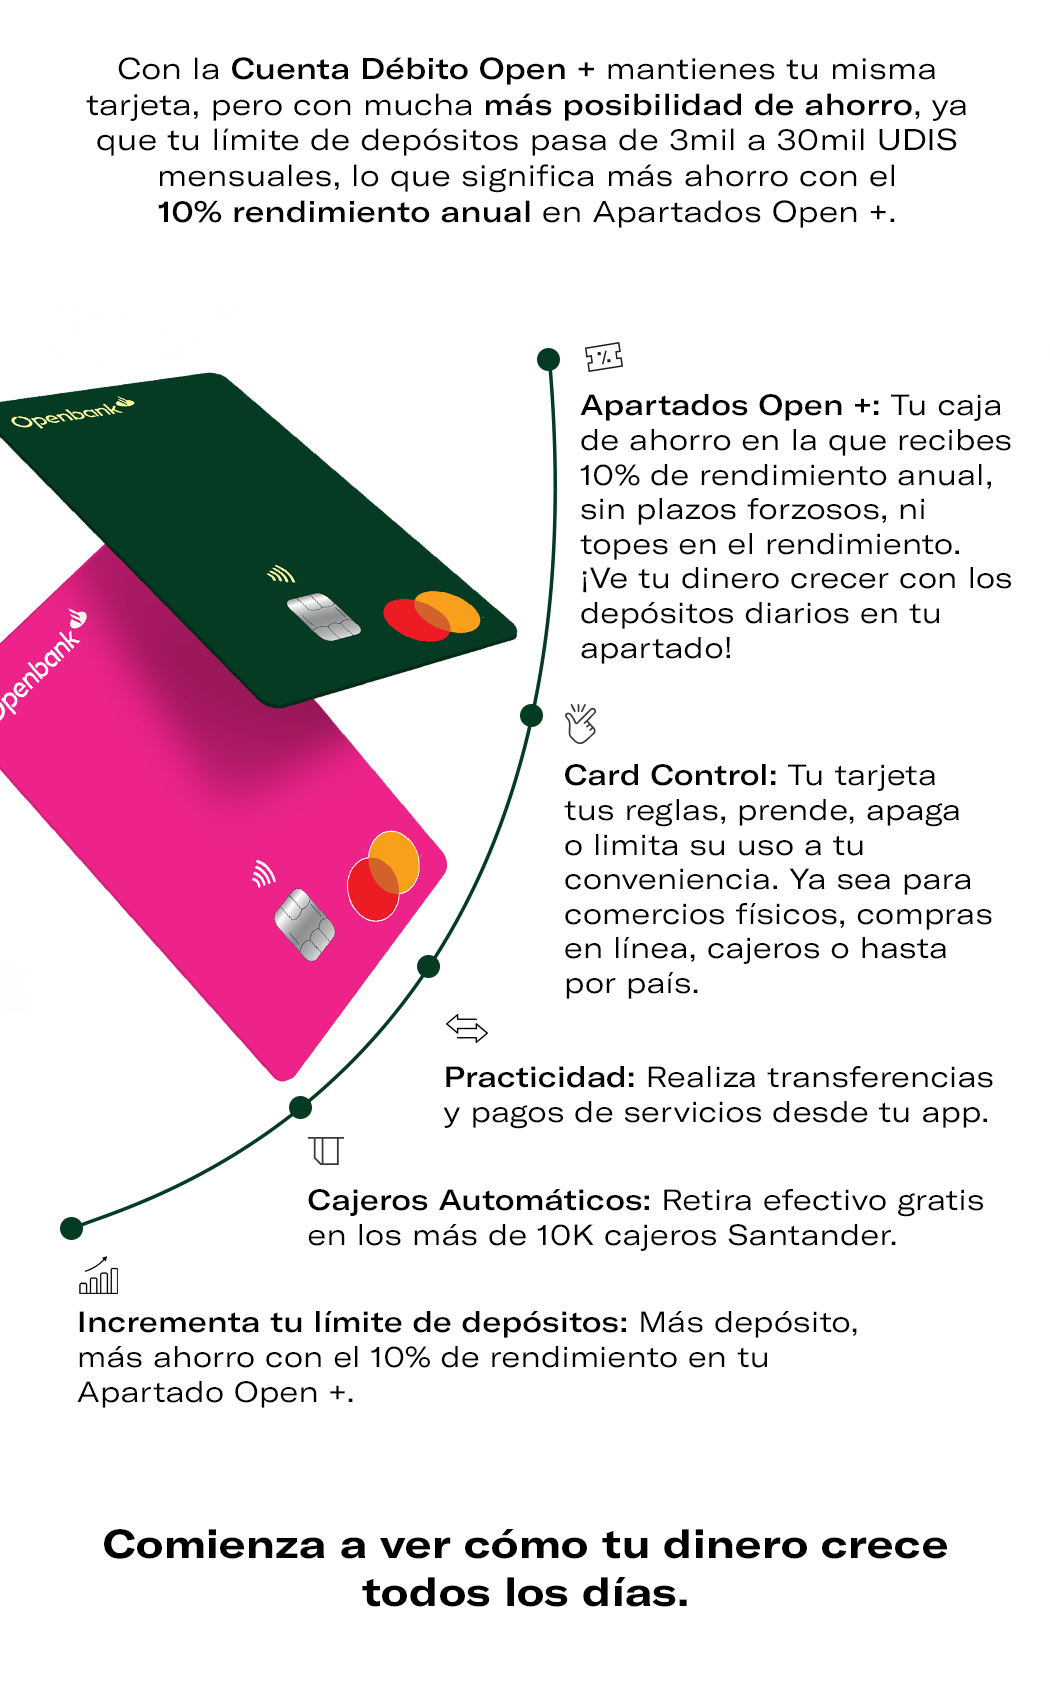 Con la Cuenta Débito Open + mantienes tu misma
tarjeta, pero con mucha más posibilidad de ahorro, ya
que tu límite de depósitos pasa de 3mil a 30mil UDIS
mensuales, lo que significa más ahorro con el
10% rendimiento anual en Apartados Open +.
Openbank
Openbank
Apartados Open +: Tu caja
de ahorro en la que recibes
10% de rendimiento anual,
sin plazos forzosos, ni
topes en el rendimiento.
¡Ve tu dinero crecer con los
depósitos diarios en tu
apartado!
Card Control: Tu tarjeta
tus reglas, prende, apaga
o limita su uso a tu
conveniencia. Ya sea para
comercios físicos, compras
en línea, cajeros o hasta
por país.
Practicidad: Realiza transferencias
y pagos de servicios desde tu app.
Cajeros Automáticos: Retira efectivo gratis
en los más de 10K cajeros Santander.
Incrementa tu límite de depósitos: Más depósito,
más ahorro con el 10% de rendimiento en tu
Apartado Open +.
Comienza a ver cómo tu dinero crece
todos los días.